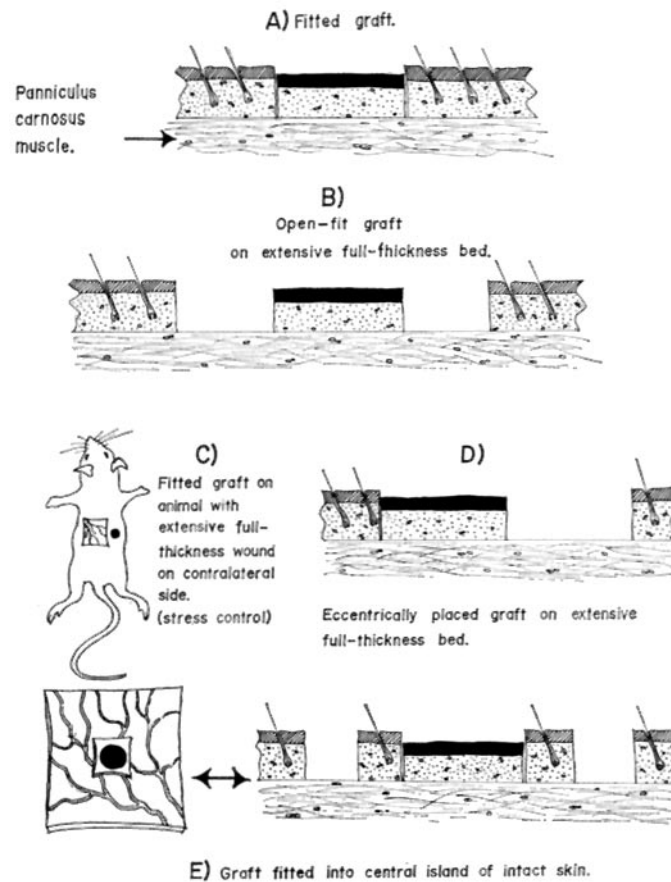 A) Fitted graft.
Panniculus
carnosus
muscle.
B)
Open-fit graft
on extensive full-fhickness bed.
C)
Fitted graft on
animal with
extensive full-
thickness wound
on contralateral
side.
(stress control)
D)
Eccentrically placed graft on extensive
full-thickness bed.
E) Graft fitted into central island of intact skin.